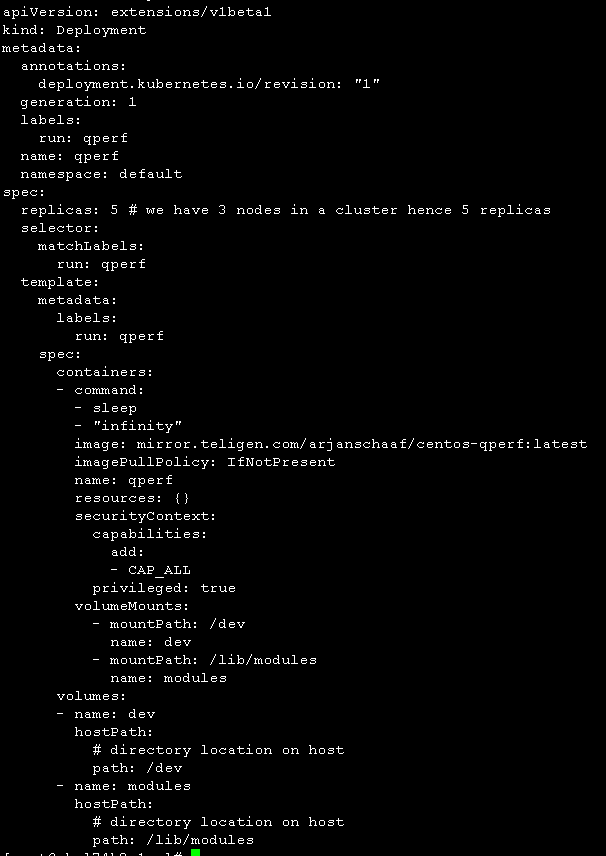 apiVersion: extensions/v1beta1
kind: Deployment
metadata:
  annotations:
    deployment.kubernetes.io/revision: "1"
  generation: 1
  labels:
    run: qperf
  name: qperf
  namespace: default
spec:
  replicas: 5 # we have 3 nodes in a cluster hence 5 replicas
  selector:
    matchLabels:
      run: qperf
  template:
    metadata:
      labels:
        run: qperf
    spec:
      containers:
      - command:
        - sleep
        - "infinity"
        image: mirror.teligen.com/arjanschaaf/centos-qperf:latest
        imagePullPolicy: IfNotPresent
        name: qperf
        resources: {}
        securityContext:
          capabilities:
            add:
            - CAP_ALL
          privileged: true
        volumeMounts:
          - mountPath: /dev
            name: dev
          - mountPath: /lib/modules
            name: modules
      volumes:
      - name: dev
        hostPath:
          # directory location on host
          path: /dev
      - name: modules
        hostPath:
          # directory location on host
          path: /lib/modules